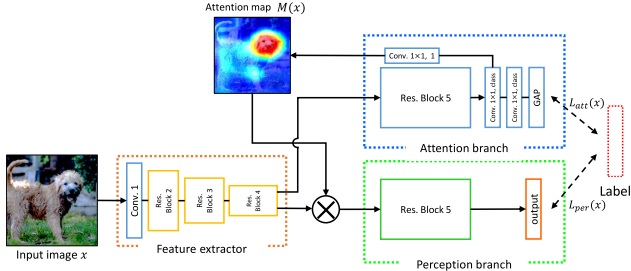 Attention map M(x)
Conv. 1×1, 1
Res. Block 5
Conv. 1×1, class
Conv. 1×1, class
GAP
Attention branch
L_att(x)
Label
L_per(x)
Conv. 1
Res.
Block 2
Res.
Block 3
Res.
Block 4
Input image x
Feature extractor
Res. Block 5
output
Perception branch